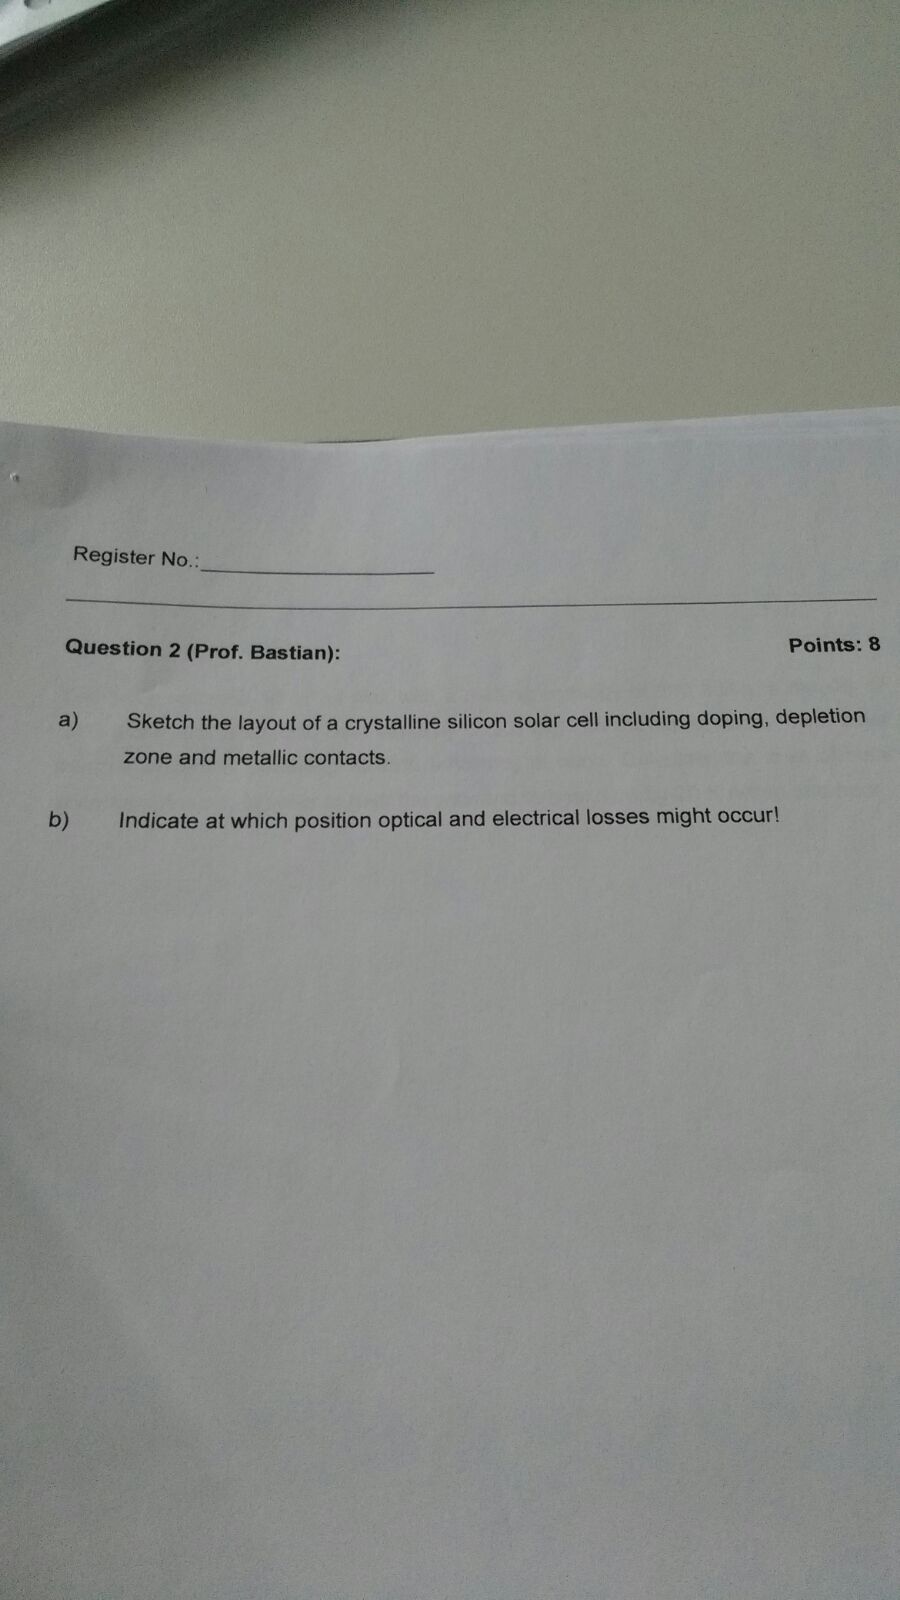 Register No.:
Question 2 (Prof. Bastian): Points: 8
a) Sketch the layout of a crystalline silicon solar cell including doping, depletion
zone and metallic contacts.
b) Indicate at which position optical and electrical losses might occur!